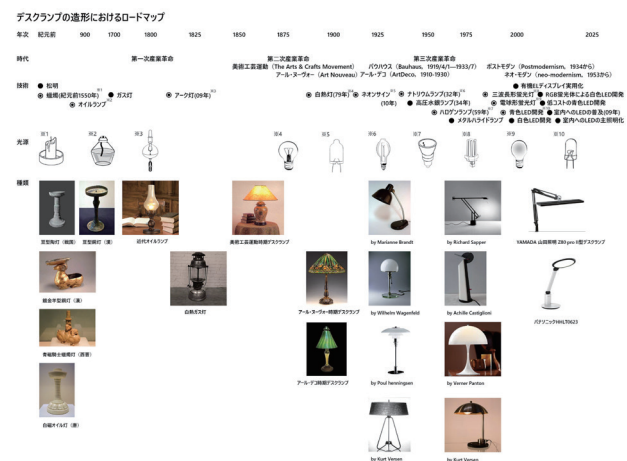 デスクランプの造形におけるロードマップ
年次 紀元前 900 1700 1825 1875 1900 1925 1950 1975 2000 2025
時代 第一次産業革命 第二次産業革命 第三次産業革命
美術工芸運動 (The Arts & Crafts Movement) バウハウス (Bauhaus, 1919/4/1—1933/7) ポストモダン (Postmodernism, 1934から)
アール・ヌーヴォー (Art Nouveau) アール・デコ (ArtDeco, 1910-1930) ネオ・モダン (neo-modernism, 1953から)
技術 松明 有機ELディスプレイ実用化
蝋燭(紀元前1550年) ガス灯 アーク灯(09年) 白熱灯(79年) ネオンサイン (10年) ナトリウムランプ(32年) 三波長形蛍光灯 RGB蛍光体による白色LED開発
オイルランプ 高圧水銀ランプ(34年) 電球形蛍光灯 低コストの青色LED開発
ハロゲンランプ(59年) 青色LED開発 室内へのLEDの普及(09年)
メタルハライドランプ 白色LED開発 室内へのLEDの主照明化
光源 ※1 ※2 ※3 ※4 ※5 ※6 ※7 ※8 ※9 ※10
種類
豆型陶灯 (戦国) 豆型銅灯 (漢) 近代オイルランプ 美術工芸運動時期デスクランプ by Marianne Brandt by Richard Sapper YAMADA 山田照明 Z80 pro II型デスクランプ
鎏金羊型銅灯 (漢) 白熱ガス灯 アール・ヌーヴォー時期デスクランプ by Wilhelm Wagenfeld by Achille Castiglioni パナソニックHHLT0623
青磁騎士蝋燭灯 (西晋) アール・デコ時期デスクランプ by Poul henningsen by Verner Panton
白磁オイル灯 (唐) by Kurt Versen by Kurt Versen